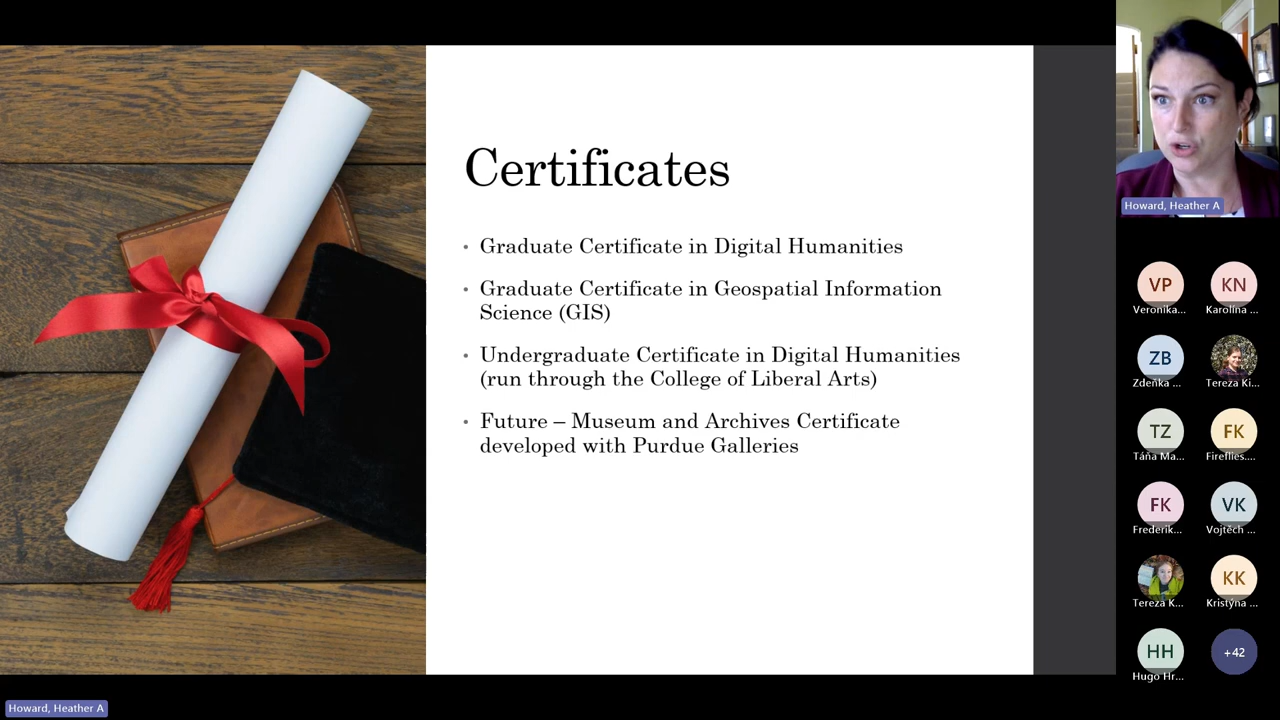 Certificates
• Graduate Certificate in Digital Humanities
• Graduate Certificate in Geospatial Information
Science (GIS)
• Undergraduate Certificate in Digital Humanities
(run through the College of Liberal Arts)
• Future – Museum and Archives Certificate
developed with Purdue Galleries
Howard, Heather A
VP
KN
Veronika...
Karolína ...
ZB
Zdeňka ...
Tereza Ki...
TZ
FK
Táňa Ma...
Fireflies....
FK
VK
Frederik...
Vojtěch ...
KK
Tereza K...
Kristýna ...
HH
+42
Hugo Hr...
Howard, Heather A